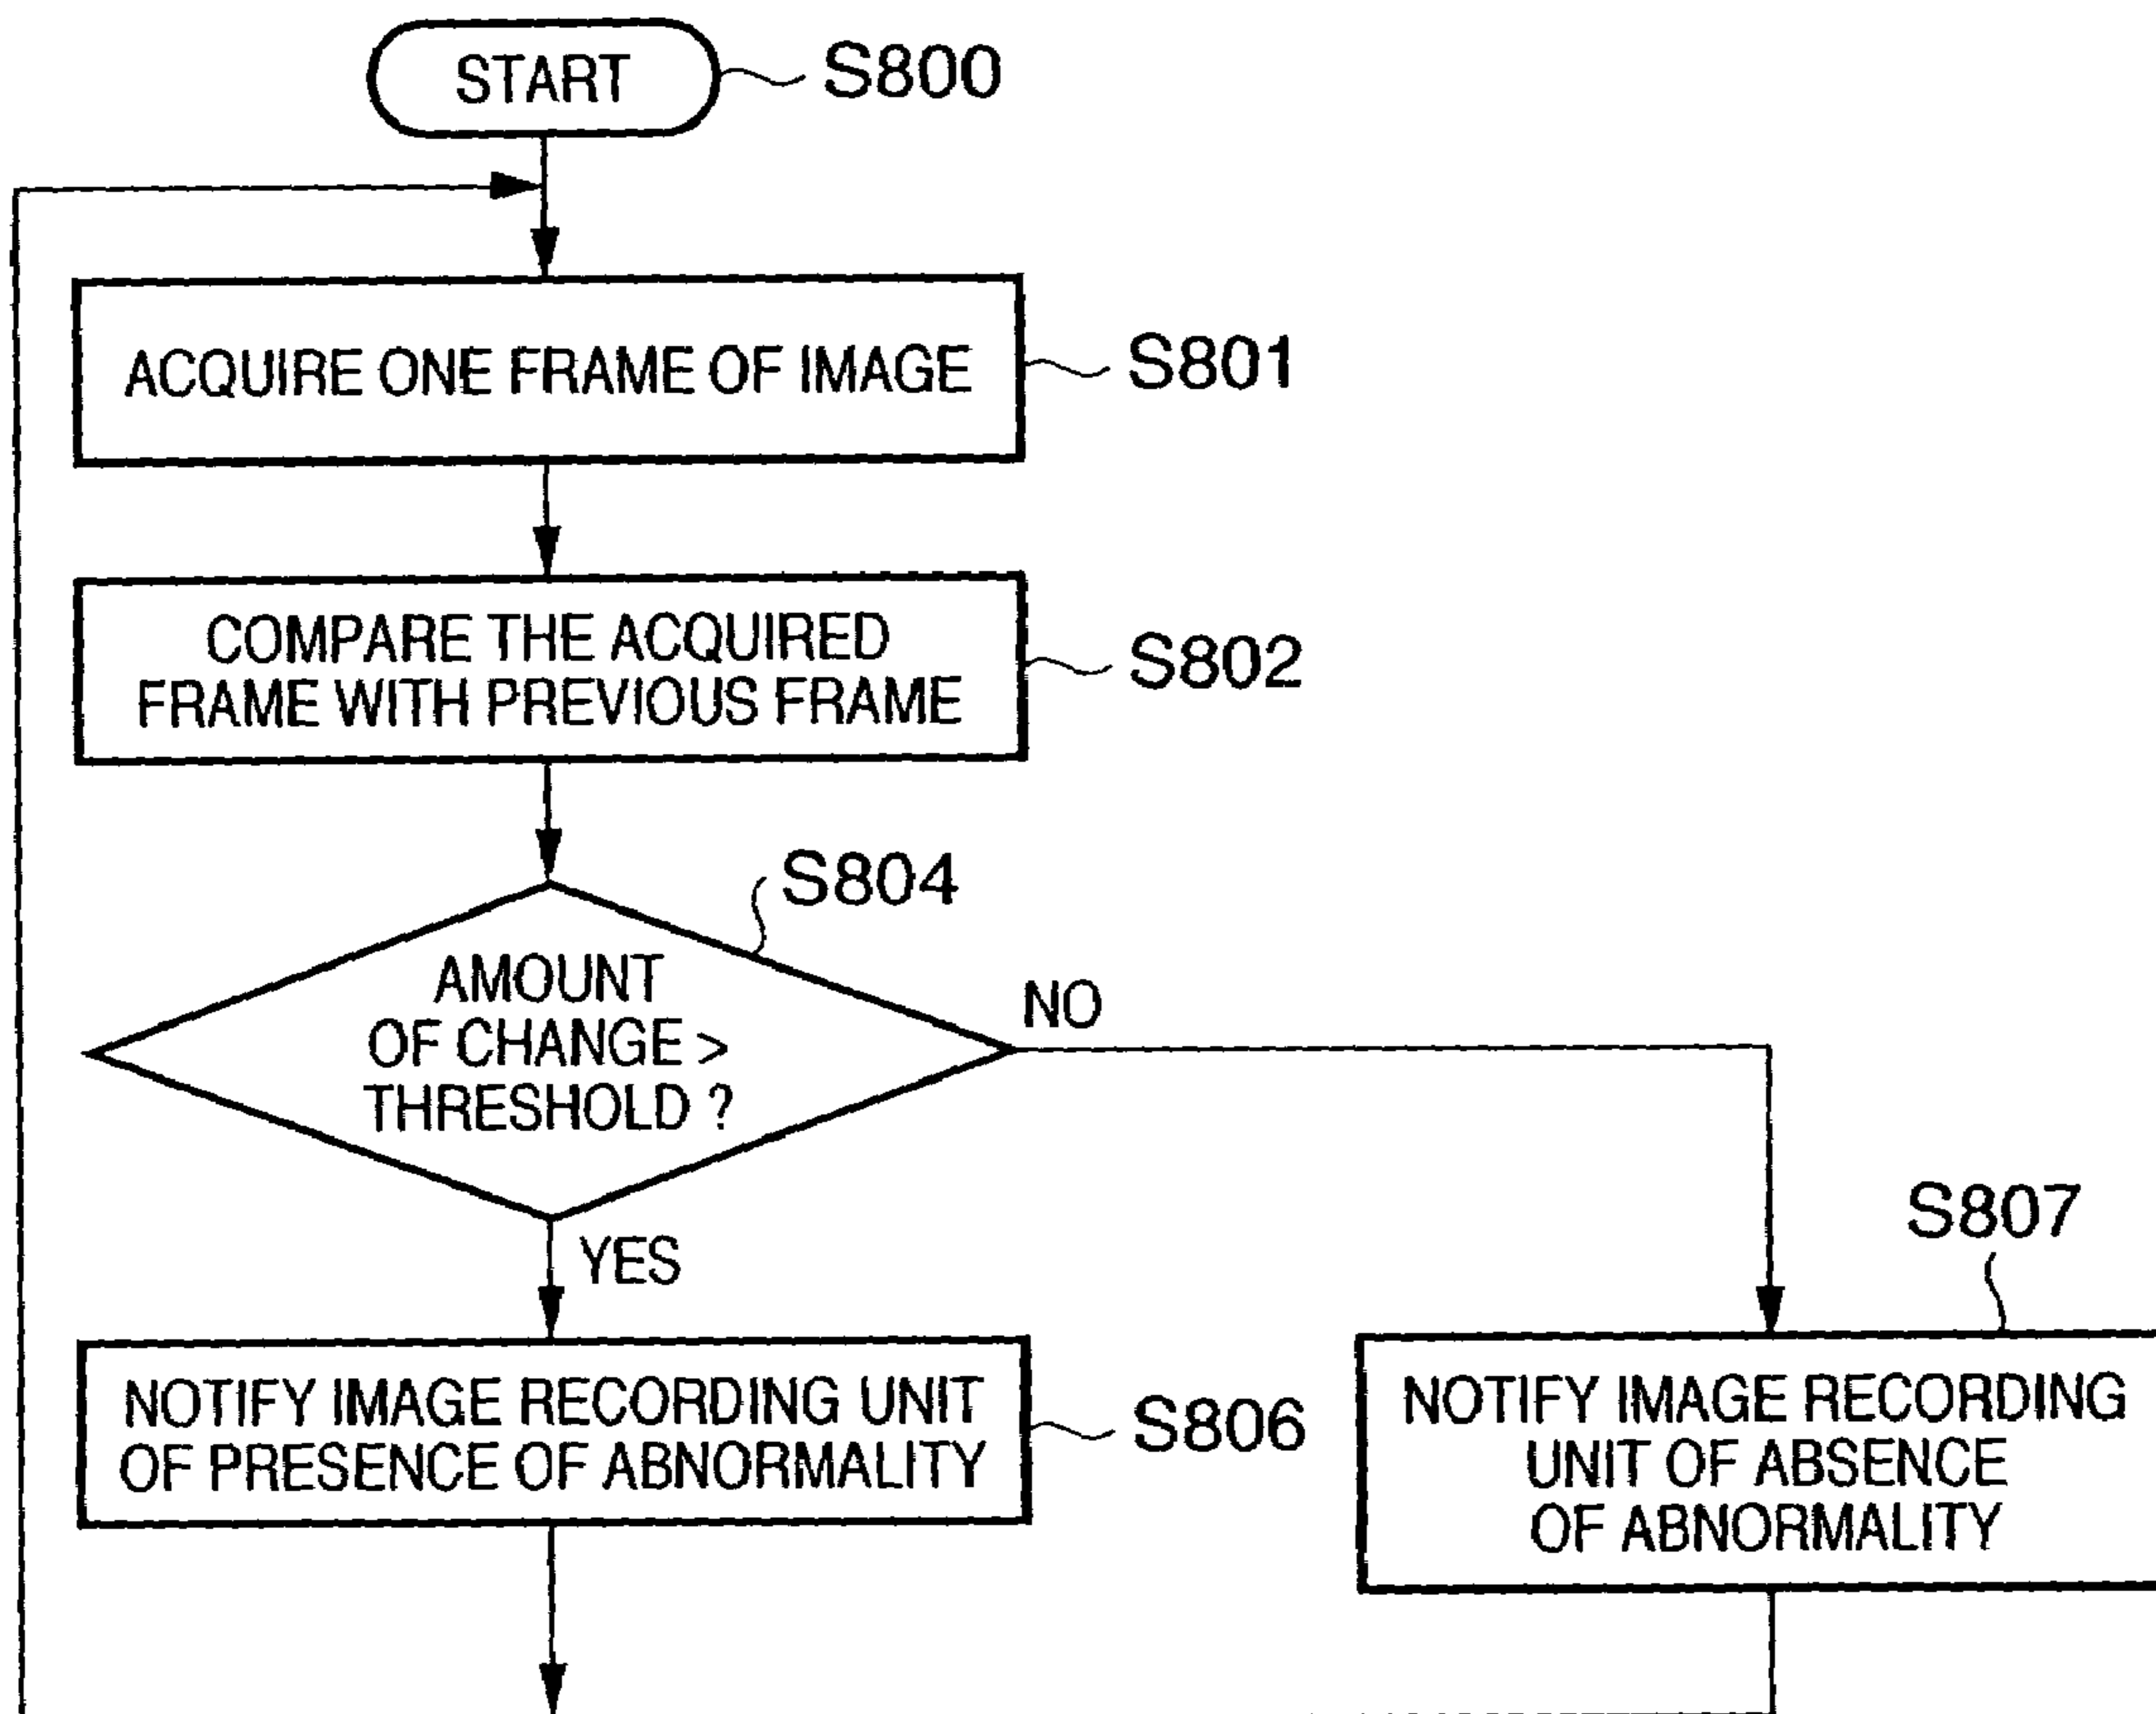 START
S800
ACQUIRE ONE FRAME OF IMAGE
S801
COMPARE THE ACQUIRED
FRAME WITH PREVIOUS FRAME
S802
S804
AMOUNT
OF CHANGE >
THRESHOLD ?
NO
YES
S807
NOTIFY IMAGE RECORDING UNIT
OF PRESENCE OF ABNORMALITY
S806
NOTIFY IMAGE RECORDING
UNIT OF ABSENCE
OF ABNORMALITY